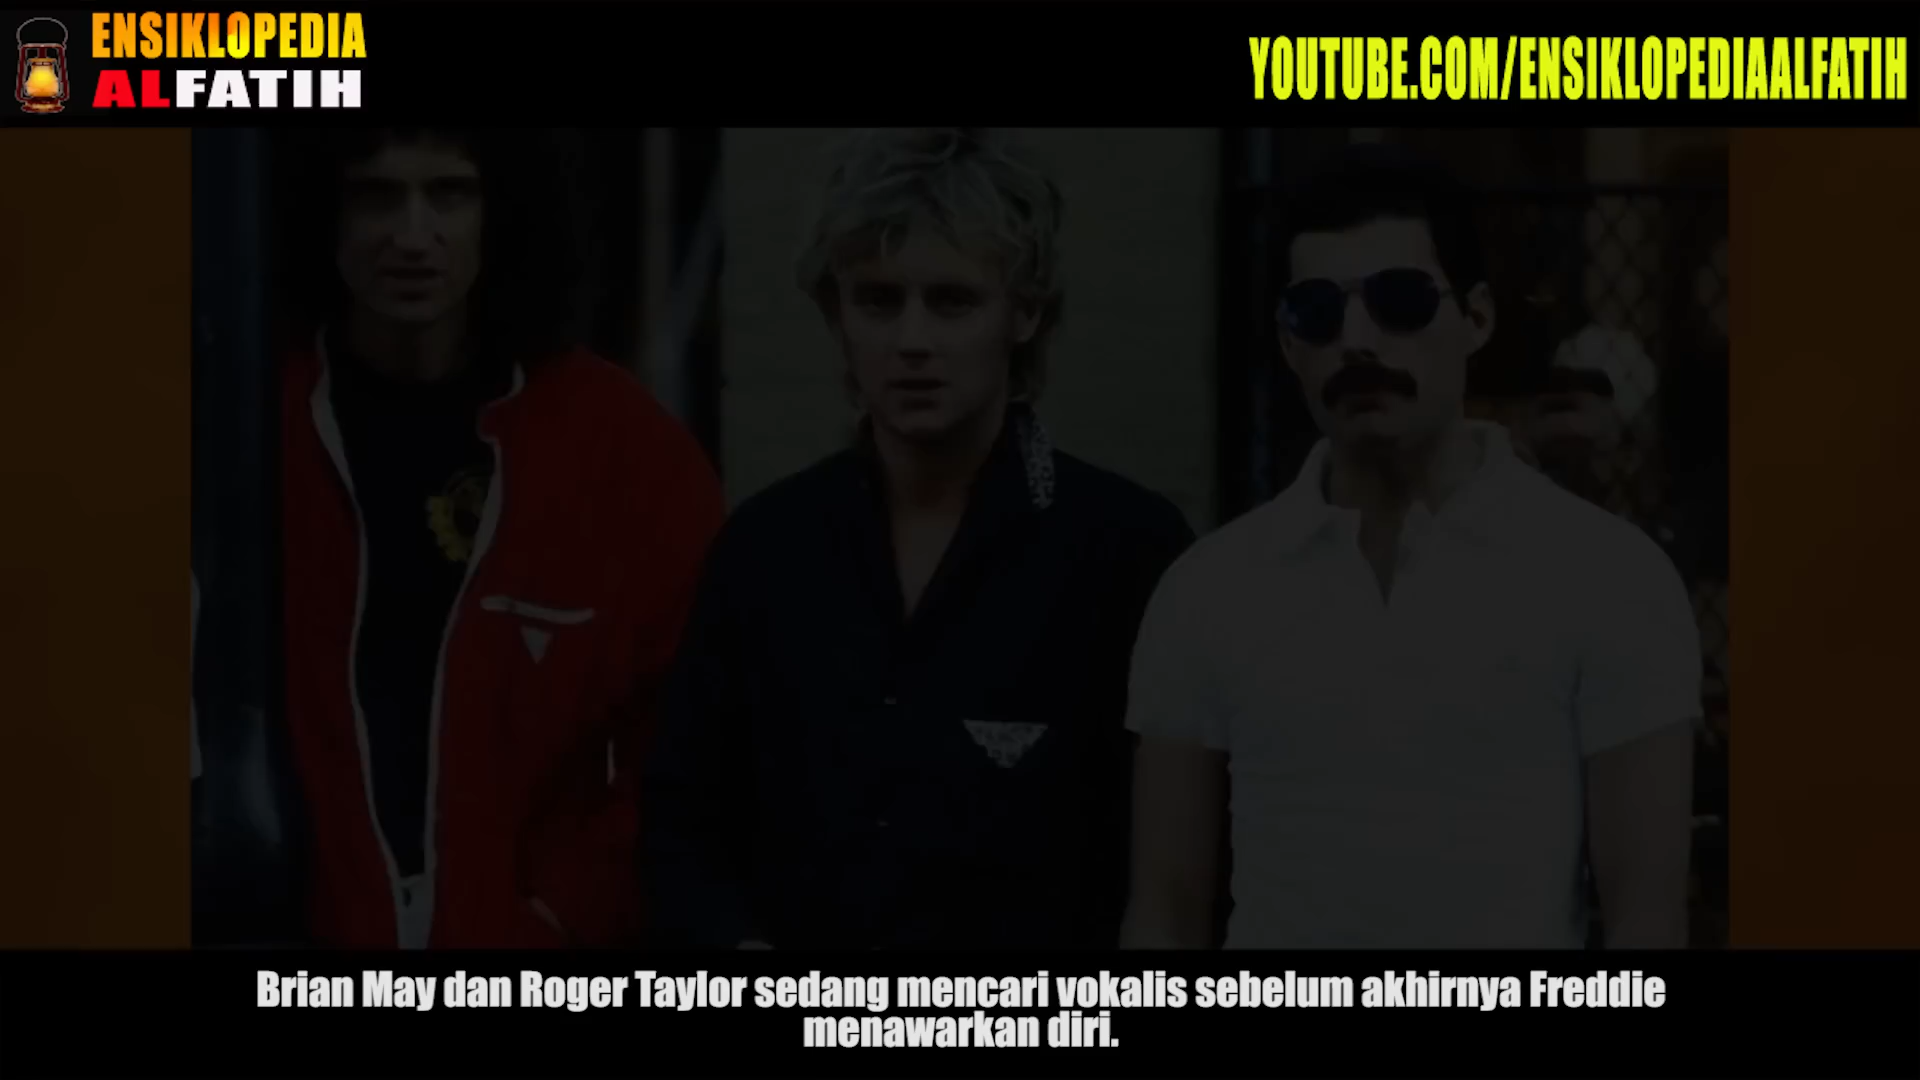 ENSIKLOPEDIA
ALFATIH
YOUTUBE.COM/ENSIKLOPEDIAALFATIH
Brian May dan Roger Taylor sedang mencari vokalis sebelum akhirnya Freddie
menawarkan diri.